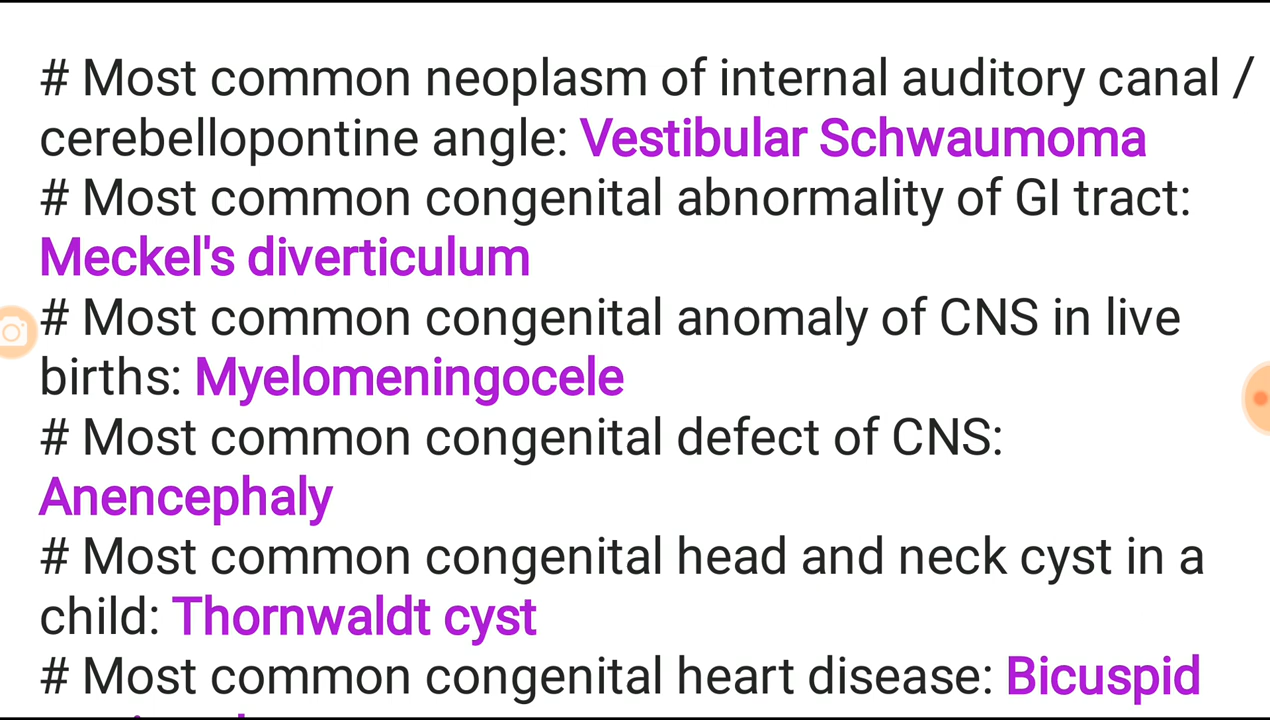 # Most common neoplasm of internal auditory canal /
cerebellopontine angle: Vestibular Schwaumoma
# Most common congenital abnormality of GI tract:
Meckel's diverticulum
# Most common congenital anomaly of CNS in live
births: Myelomeningocele
# Most common congenital defect of CNS:
Anencephaly
# Most common congenital head and neck cyst in a
child: Thornwaldt cyst
# Most common congenital heart disease: Bicuspid